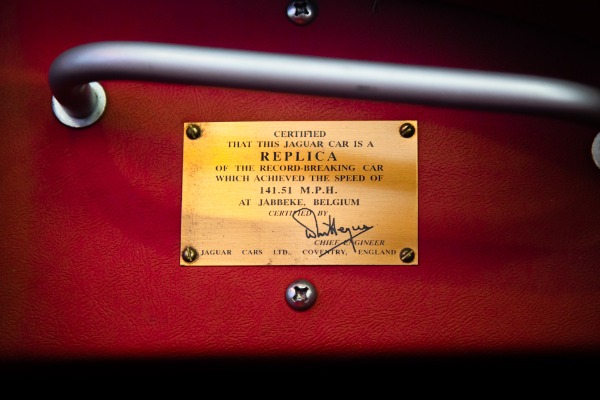 CERTIFIED
THAT THIS JAGUAR CAR IS A
REPLICA
OF THE RECORD-BREAKING CAR
WHICH ACHIEVED THE SPEED OF
141.51 M.P.H.
AT JABBEKE, BELGIUM
CERTIFIED BY
CHIEF ENGINEER
JAGUAR CARS LTD., COVENTRY, ENGLAND